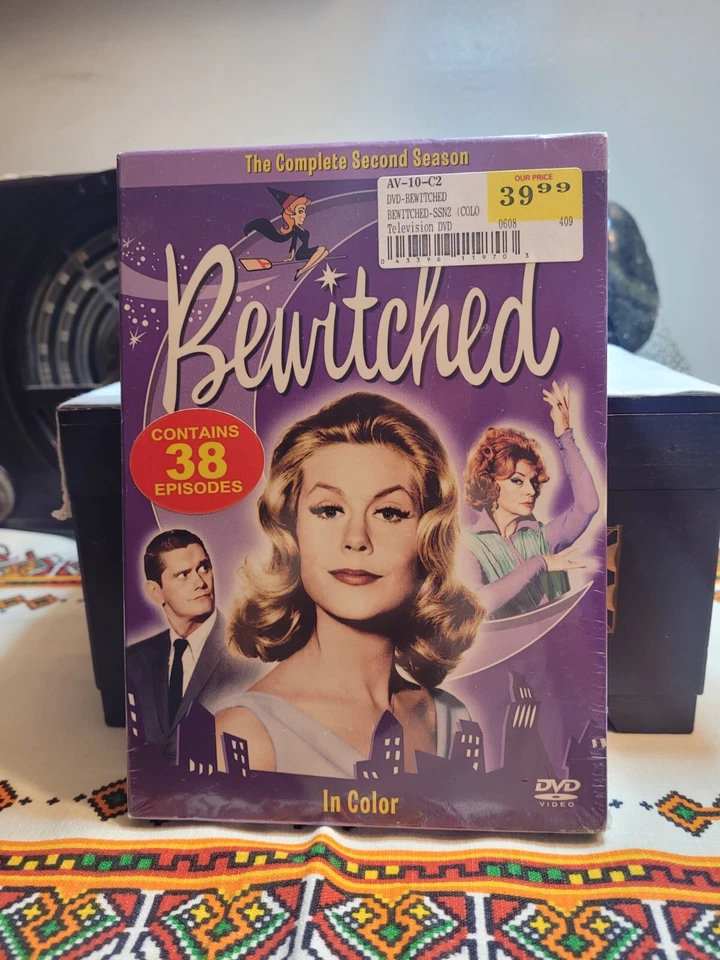 The Complete Second Season
AV-10-C2
DVD-BEWITCHED
BEWITCHED-SSN2 (COLO
Television DVD
OUR PRICE
39⁹⁹
0608 409
0 43396 11970 3
Bewitched
CONTAINS
38
EPISODES
In Color
DVD
VIDEO